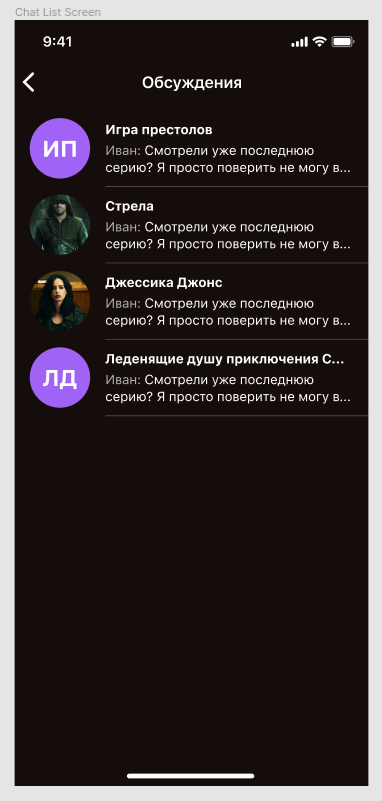 Chat List Screen
9:41
Обсуждения
ИП
Игра престолов
Иван: Смотрели уже последнюю
серию? Я просто поверить не могу в...
Стрела
Иван: Смотрели уже последнюю
серию? Я просто поверить не могу в...
Джессика Джонс
Иван: Смотрели уже последнюю
серию? Я просто поверить не могу в...
ЛД
Леденящие душу приключения С...
Иван: Смотрели уже последнюю
серию? Я просто поверить не могу в...